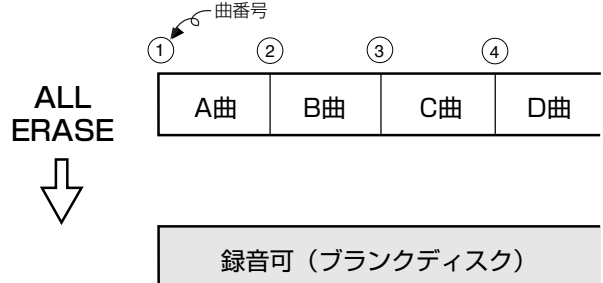 曲番号
① ② ③ ④
ALL
ERASE
A曲 B曲 C曲 D曲
録音可（ブランクディスク）